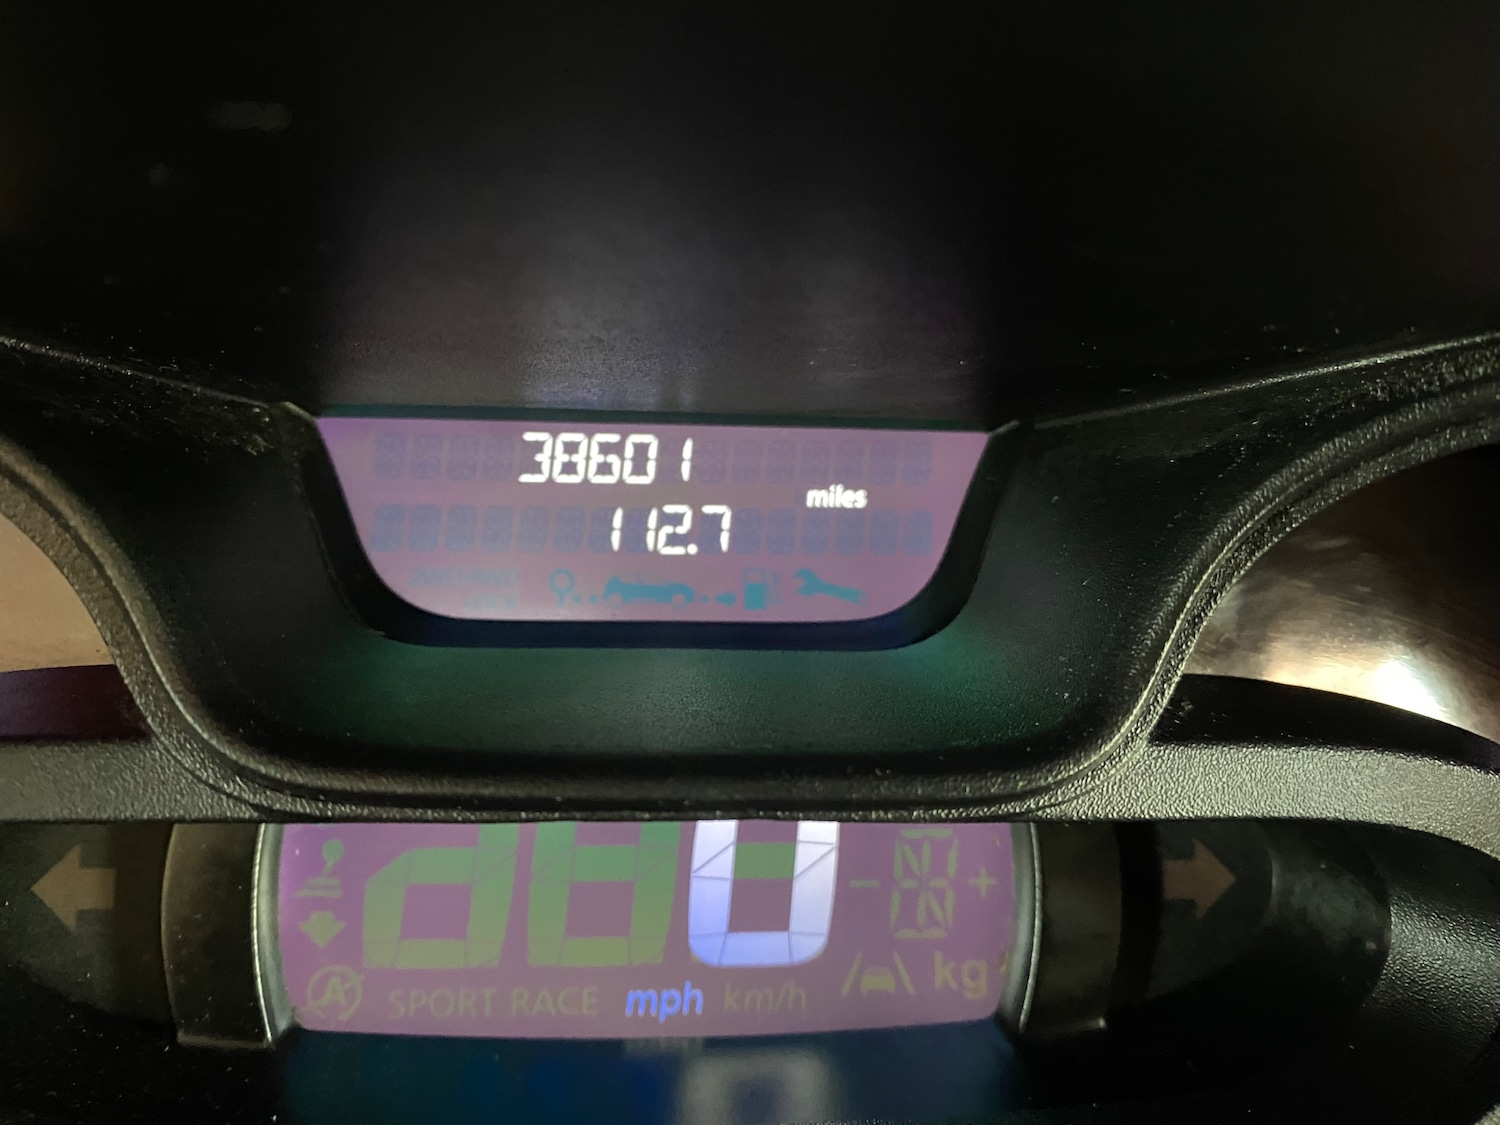 38601
miles
112.7
0
- +
SPORT RACE mph km/h kg